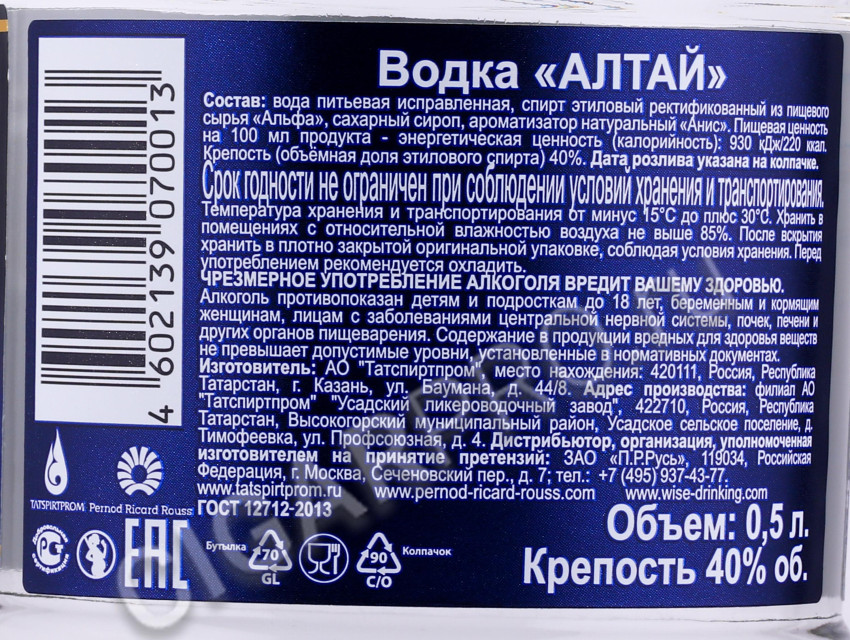 Водка «АЛТАЙ»
Состав: вода питьевая исправленная, спирт этиловый ректификованный из пищевого
сырья «Альфа», сахарный сироп, ароматизатор натуральный «Анис». Пищевая ценность
на 100 мл продукта - энергетическая ценность (калорийность): 930 кДж/220 ккал.
Крепость (объёмная доля этилового спирта) 40%. Дата розлива указана на колпачке.
Срок годности не ограничен при соблюдении условий хранения и транспортирования.
Температура хранения и транспортирования от минус 15°С до плюс 30°С. Хранить в
помещениях с относительной влажностью воздуха не выше 85%. После вскрытия
хранить в плотно закрытой оригинальной упаковке, соблюдая условия хранения. Перед
употреблением рекомендуется охладить.
ЧРЕЗМЕРНОЕ УПОТРЕБЛЕНИЕ АЛКОГОЛЯ ВРЕДИТ ВАШЕМУ ЗДОРОВЬЮ.
Алкоголь противопоказан детям и подросткам до 18 лет, беременным и кормящим
женщинам, лицам с заболеваниями центральной нервной системы, почек, печени и
других органов пищеварения. Содержание в продукции вредных для здоровья веществ
не превышает допустимые уровни, установленные в нормативных документах.
Изготовитель: АО "Татспиртпром", место нахождения: 420111, Россия, Республика
Татарстан, г. Казань, ул. Баумана, д. 44/8. Адрес производства: филиал АО
"Татспиртпром" "Усадский ликероводочный завод", 422710, Россия, Республика
Татарстан, Высокогорский муниципальный район, Усадское сельское поселение, д.
Тимофеевка, ул. Профсоюзная, д. 4. Дистрибьютор, организация, уполномоченная
изготовителем на принятие претензий: ЗАО «П.Р.Русь», 119034, Российская
Федерация, г. Москва, Сеченовский пер., д. 7; тел.: +7 (495) 937-43-77.
www.tatspirtprom.ru www.pernod-ricard-rouss.com www.wise-drinking.com
ГОСТ 12712-2013
4 602139 070013
TATSPIRTPROM Pernod Ricard Rouss
Добровольная сертификация
РСТ
EAC
Бутылка 70 GL
90 C/O Колпачок
Объем: 0,5 л.
Крепость 40% об.
CIGARPRO.RU